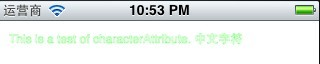 运营商 10:53 PM
This is a test of characterAttribute. 中文字符